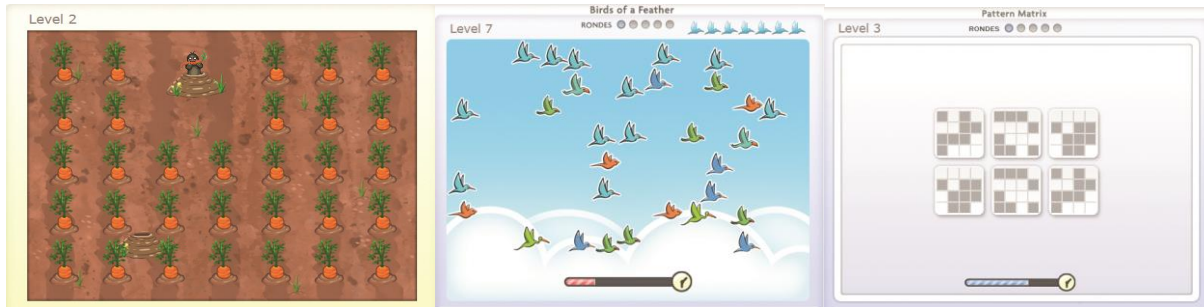 Level 2
Birds of a Feather
Level 7
RONDES
Pattern Matrix
Level 3
RONDES